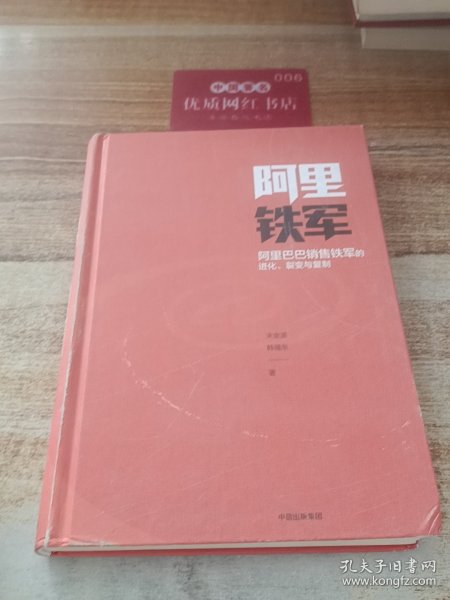 006
中国著名
优质网红书店
阿里
铁军
阿里巴巴销售铁军的
进化、裂变与复制
宋金波
韩福东
著
中信出版集团
孔夫子旧书网
www.kongfz.com